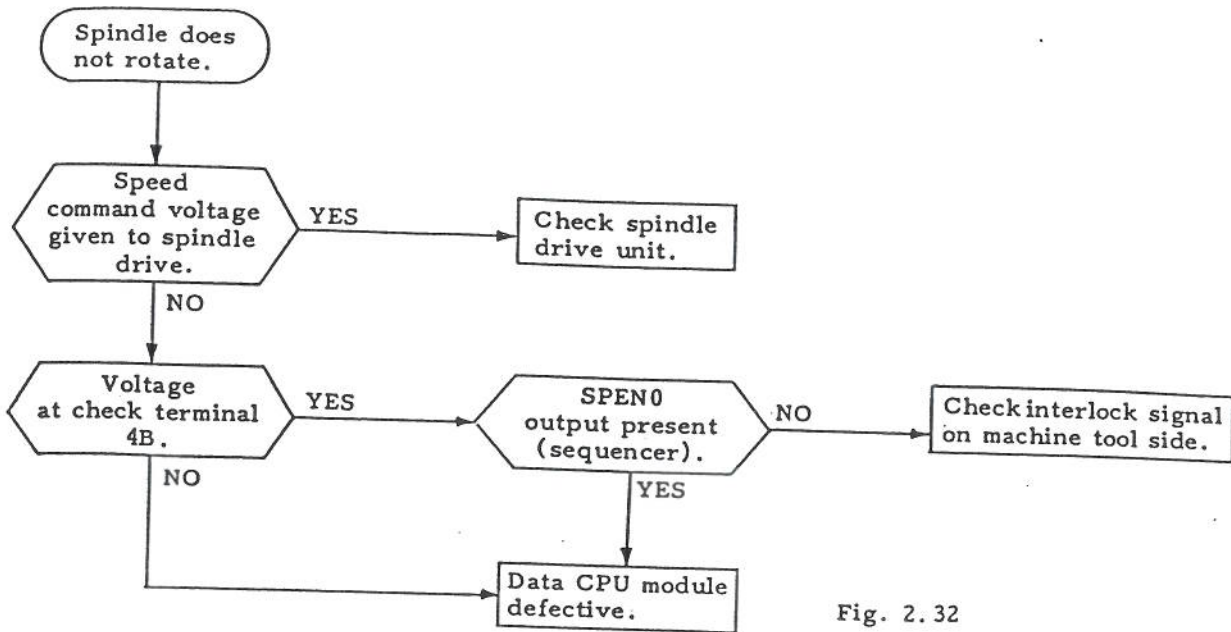 Spindle does
not rotate.
Speed
command voltage
given to spindle
drive.
YES
Check spindle
drive unit.
NO
Voltage
at check terminal
4B.
YES
SPEN0
output present
(sequencer).
NO
Check interlock signal
on machine tool side.
NO
YES
Data CPU module
defective.
Fig. 2.32